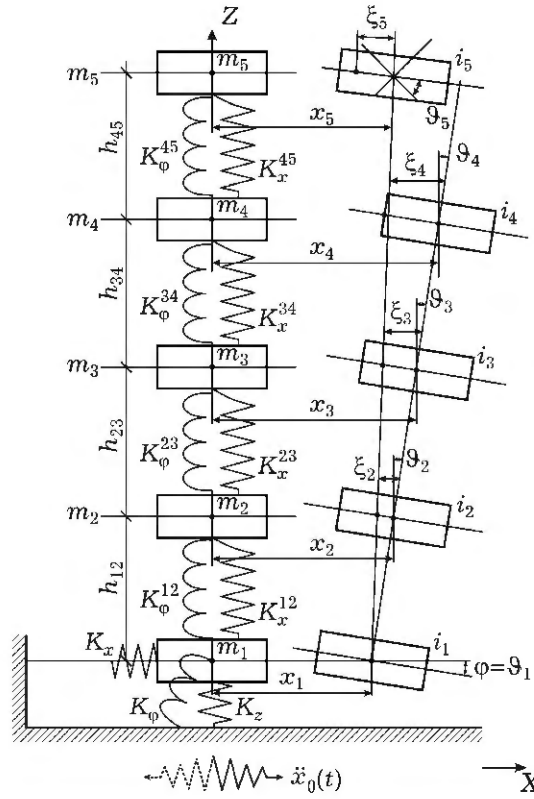 Z
m₅ m₅ ξ₅ i₅
x₅ ϑ₅
h₄₅ K_φ^45 K_x^45 ξ₄ ϑ₄
m₄ m₄ i₄
x₄
h₃₄ K_φ^34 K_x^34 ξ₃ ϑ₃
m₃ m₃ i₃
x₃
h₂₃ K_φ^23 K_x^23 ξ₂ ϑ₂
m₂ m₂ i₂
x₂
h₁₂ K_φ^12 K_x^12
K_x m₁ i₁
x₁ φ=ϑ₁
K_φ K_z
ẍ₀(t) X